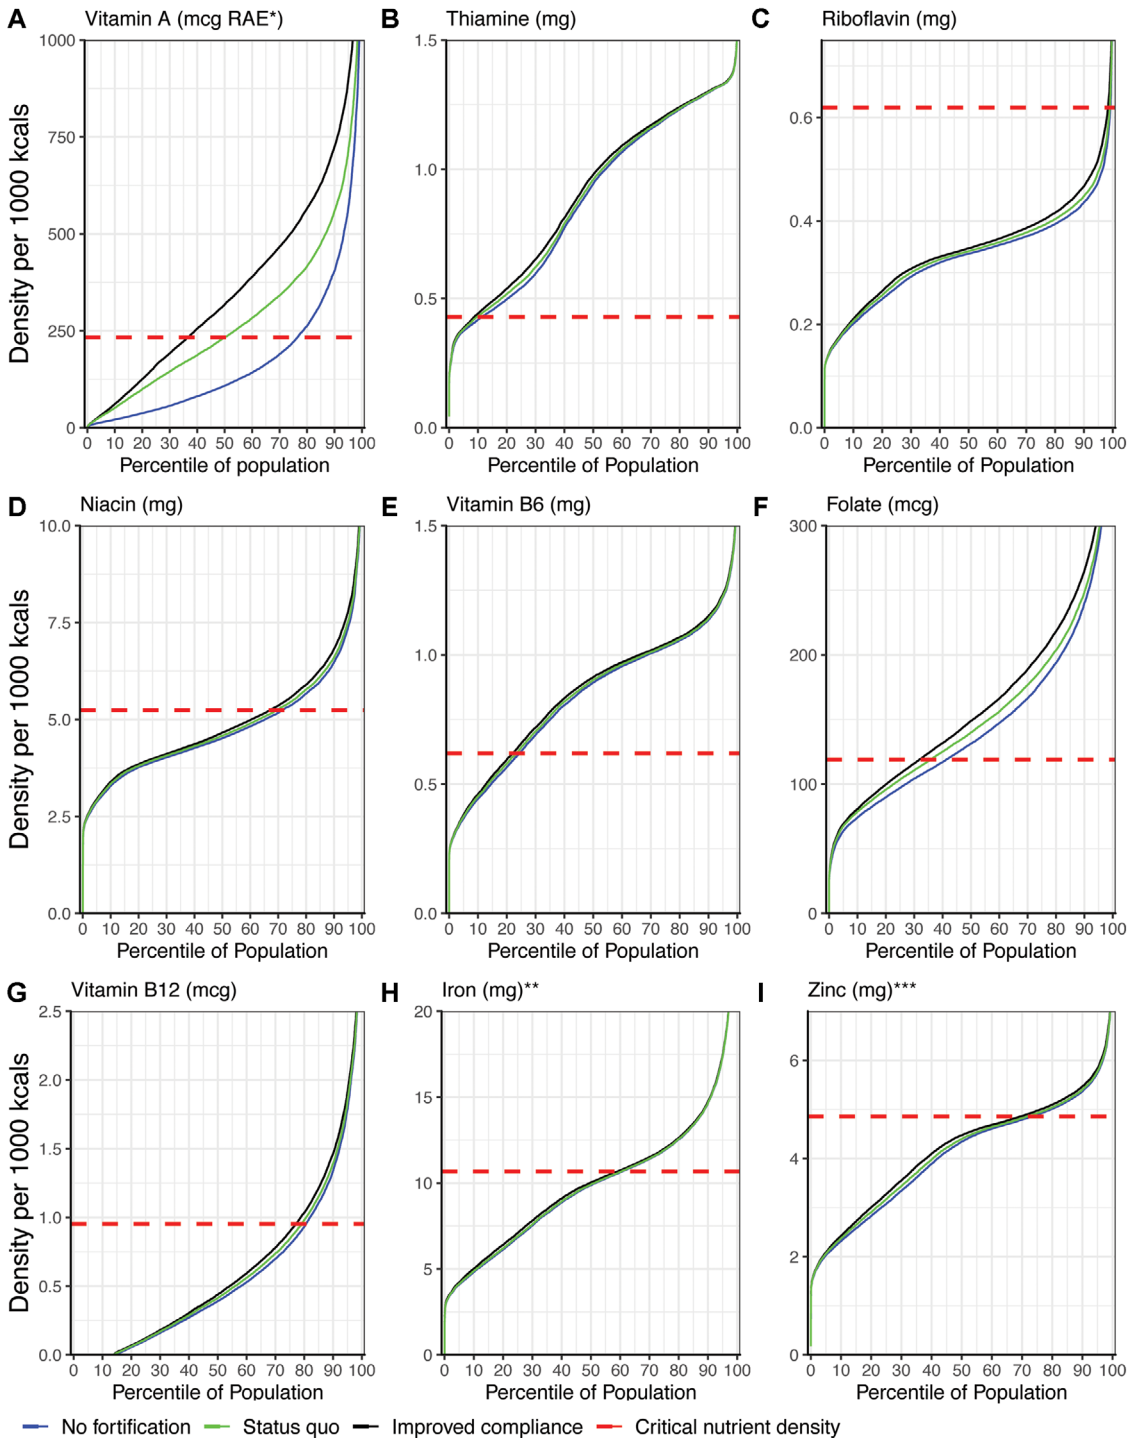 A Vitamin A (mcg RAE*)
Density per 1000 kcals
1000
750
500
250
0
0 10 20 30 40 50 60 70 80 90 100
Percentile of population
B Thiamine (mg)
1.5
1.0
0.5
0.0
0 10 20 30 40 50 60 70 80 90 100
Percentile of Population
C Riboflavin (mg)
0.6
0.4
0.2
0.0
0 10 20 30 40 50 60 70 80 90 100
Percentile of Population
D Niacin (mg)
Density per 1000 kcals
10.0
7.5
5.0
2.5
0.0
0 10 20 30 40 50 60 70 80 90 100
Percentile of Population
E Vitamin B6 (mg)
1.5
1.0
0.5
0.0
0 10 20 30 40 50 60 70 80 90 100
Percentile of Population
F Folate (mcg)
300
200
100
0
0 10 20 30 40 50 60 70 80 90 100
Percentile of Population
G Vitamin B12 (mcg)
Density per 1000 kcals
2.5
2.0
1.5
1.0
0.5
0.0
0 10 20 30 40 50 60 70 80 90 100
Percentile of Population
H Iron (mg)**
20
15
10
5
0
0 10 20 30 40 50 60 70 80 90 100
Percentile of Population
I Zinc (mg)***
6
4
2
0
0 10 20 30 40 50 60 70 80 90 100
Percentile of Population
No fortification Status quo Improved compliance Critical nutrient density